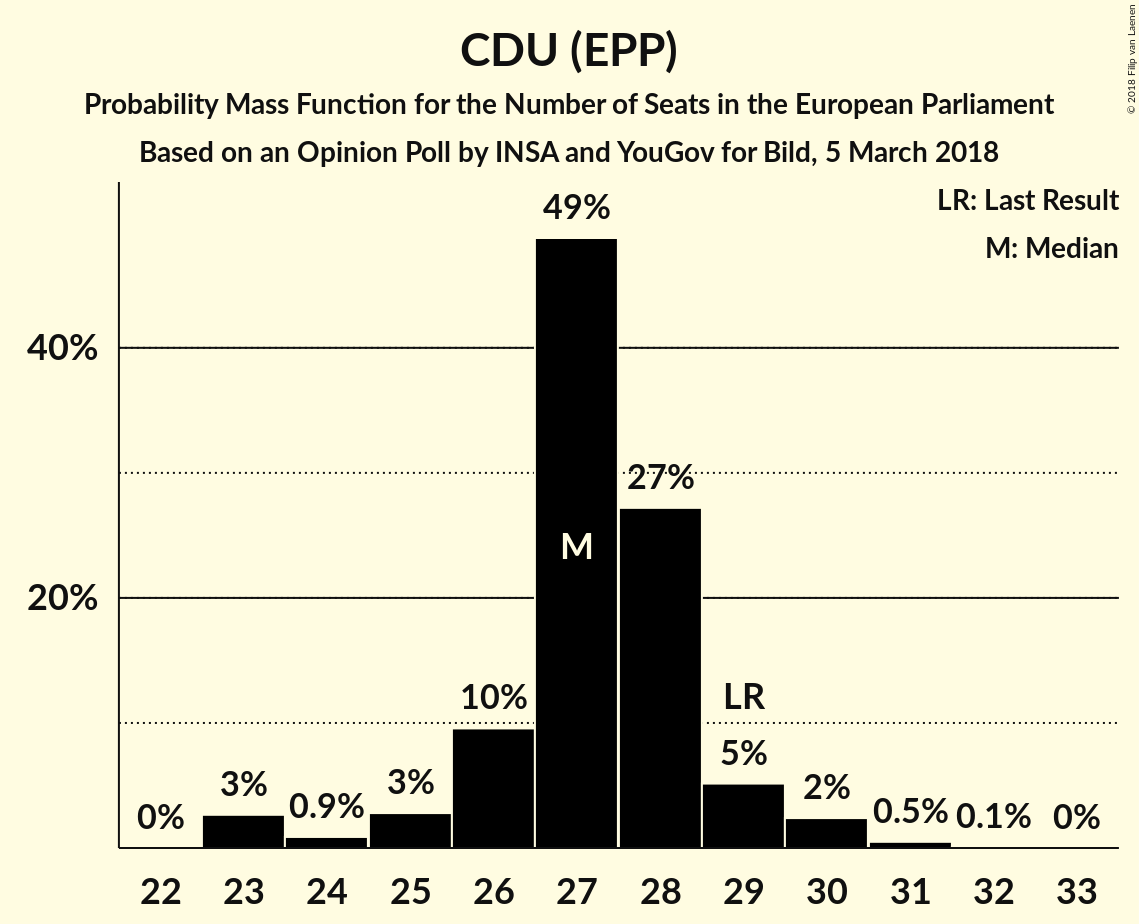 CDU (EPP)
Probability Mass Function for the Number of Seats in the European Parliament
Based on an Opinion Poll by INSA and YouGov for Bild, 5 March 2018
© 2018 Filip van Laenen
LR: Last Result
M: Median
49%
40%
27%
M
20%
10%
LR
5%
3%
3%
2%
0.9%
0.5%
0.1%
0%
0%
22 23 24 25 26 27 28 29 30 31 32 33